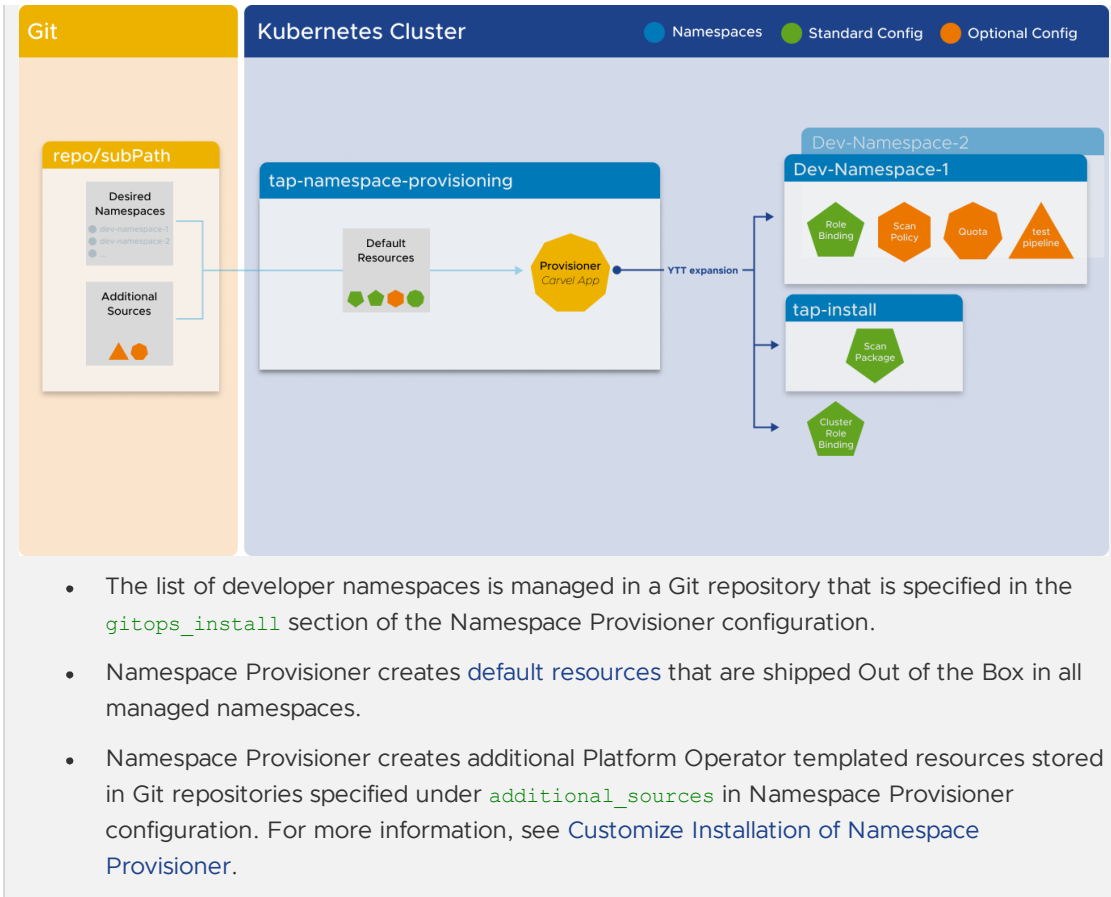 Git
Kubernetes Cluster
Namespaces
Standard Config
Optional Config
repo/subPath
Desired
Namespaces
dev-namespace-1
dev-namespace-2
...
Additional
Sources
tap-namespace-provisioning
Default
Resources
Provisioner
Carvel App
YTT expansion
Dev-Namespace-2
Dev-Namespace-1
Role
Binding
Scan
Policy
Quota
test
pipeline
tap-install
Scan
Package
Cluster
Role
Binding
• The list of developer namespaces is managed in a Git repository that is specified in the
gitops_install section of the Namespace Provisioner configuration.
• Namespace Provisioner creates default resources that are shipped Out of the Box in all
managed namespaces.
• Namespace Provisioner creates additional Platform Operator templated resources stored
in Git repositories specified under additional_sources in Namespace Provisioner
configuration. For more information, see Customize Installation of Namespace
Provisioner.